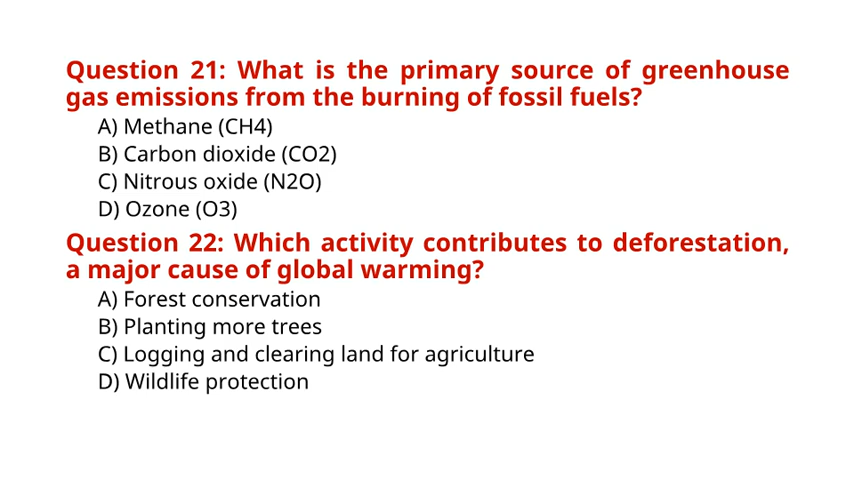 Question 21: What is the primary source of greenhouse
gas emissions from the burning of fossil fuels?
A) Methane (CH4)
B) Carbon dioxide (CO2)
C) Nitrous oxide (N2O)
D) Ozone (O3)
Question 22: Which activity contributes to deforestation,
a major cause of global warming?
A) Forest conservation
B) Planting more trees
C) Logging and clearing land for agriculture
D) Wildlife protection